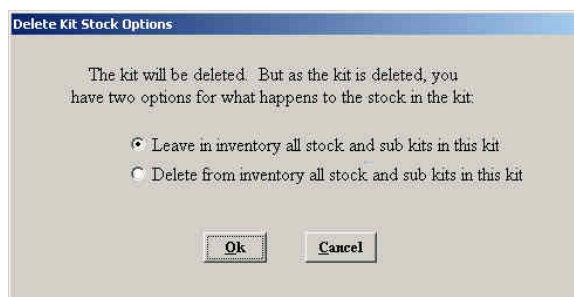 Delete Kit Stock Options
The kit will be deleted. But as the kit is deleted, you
have two options for what happens to the stock in the kit:
Leave in inventory all stock and sub kits in this kit
Delete from inventory all stock and sub kits in this kit
Ok
Cancel